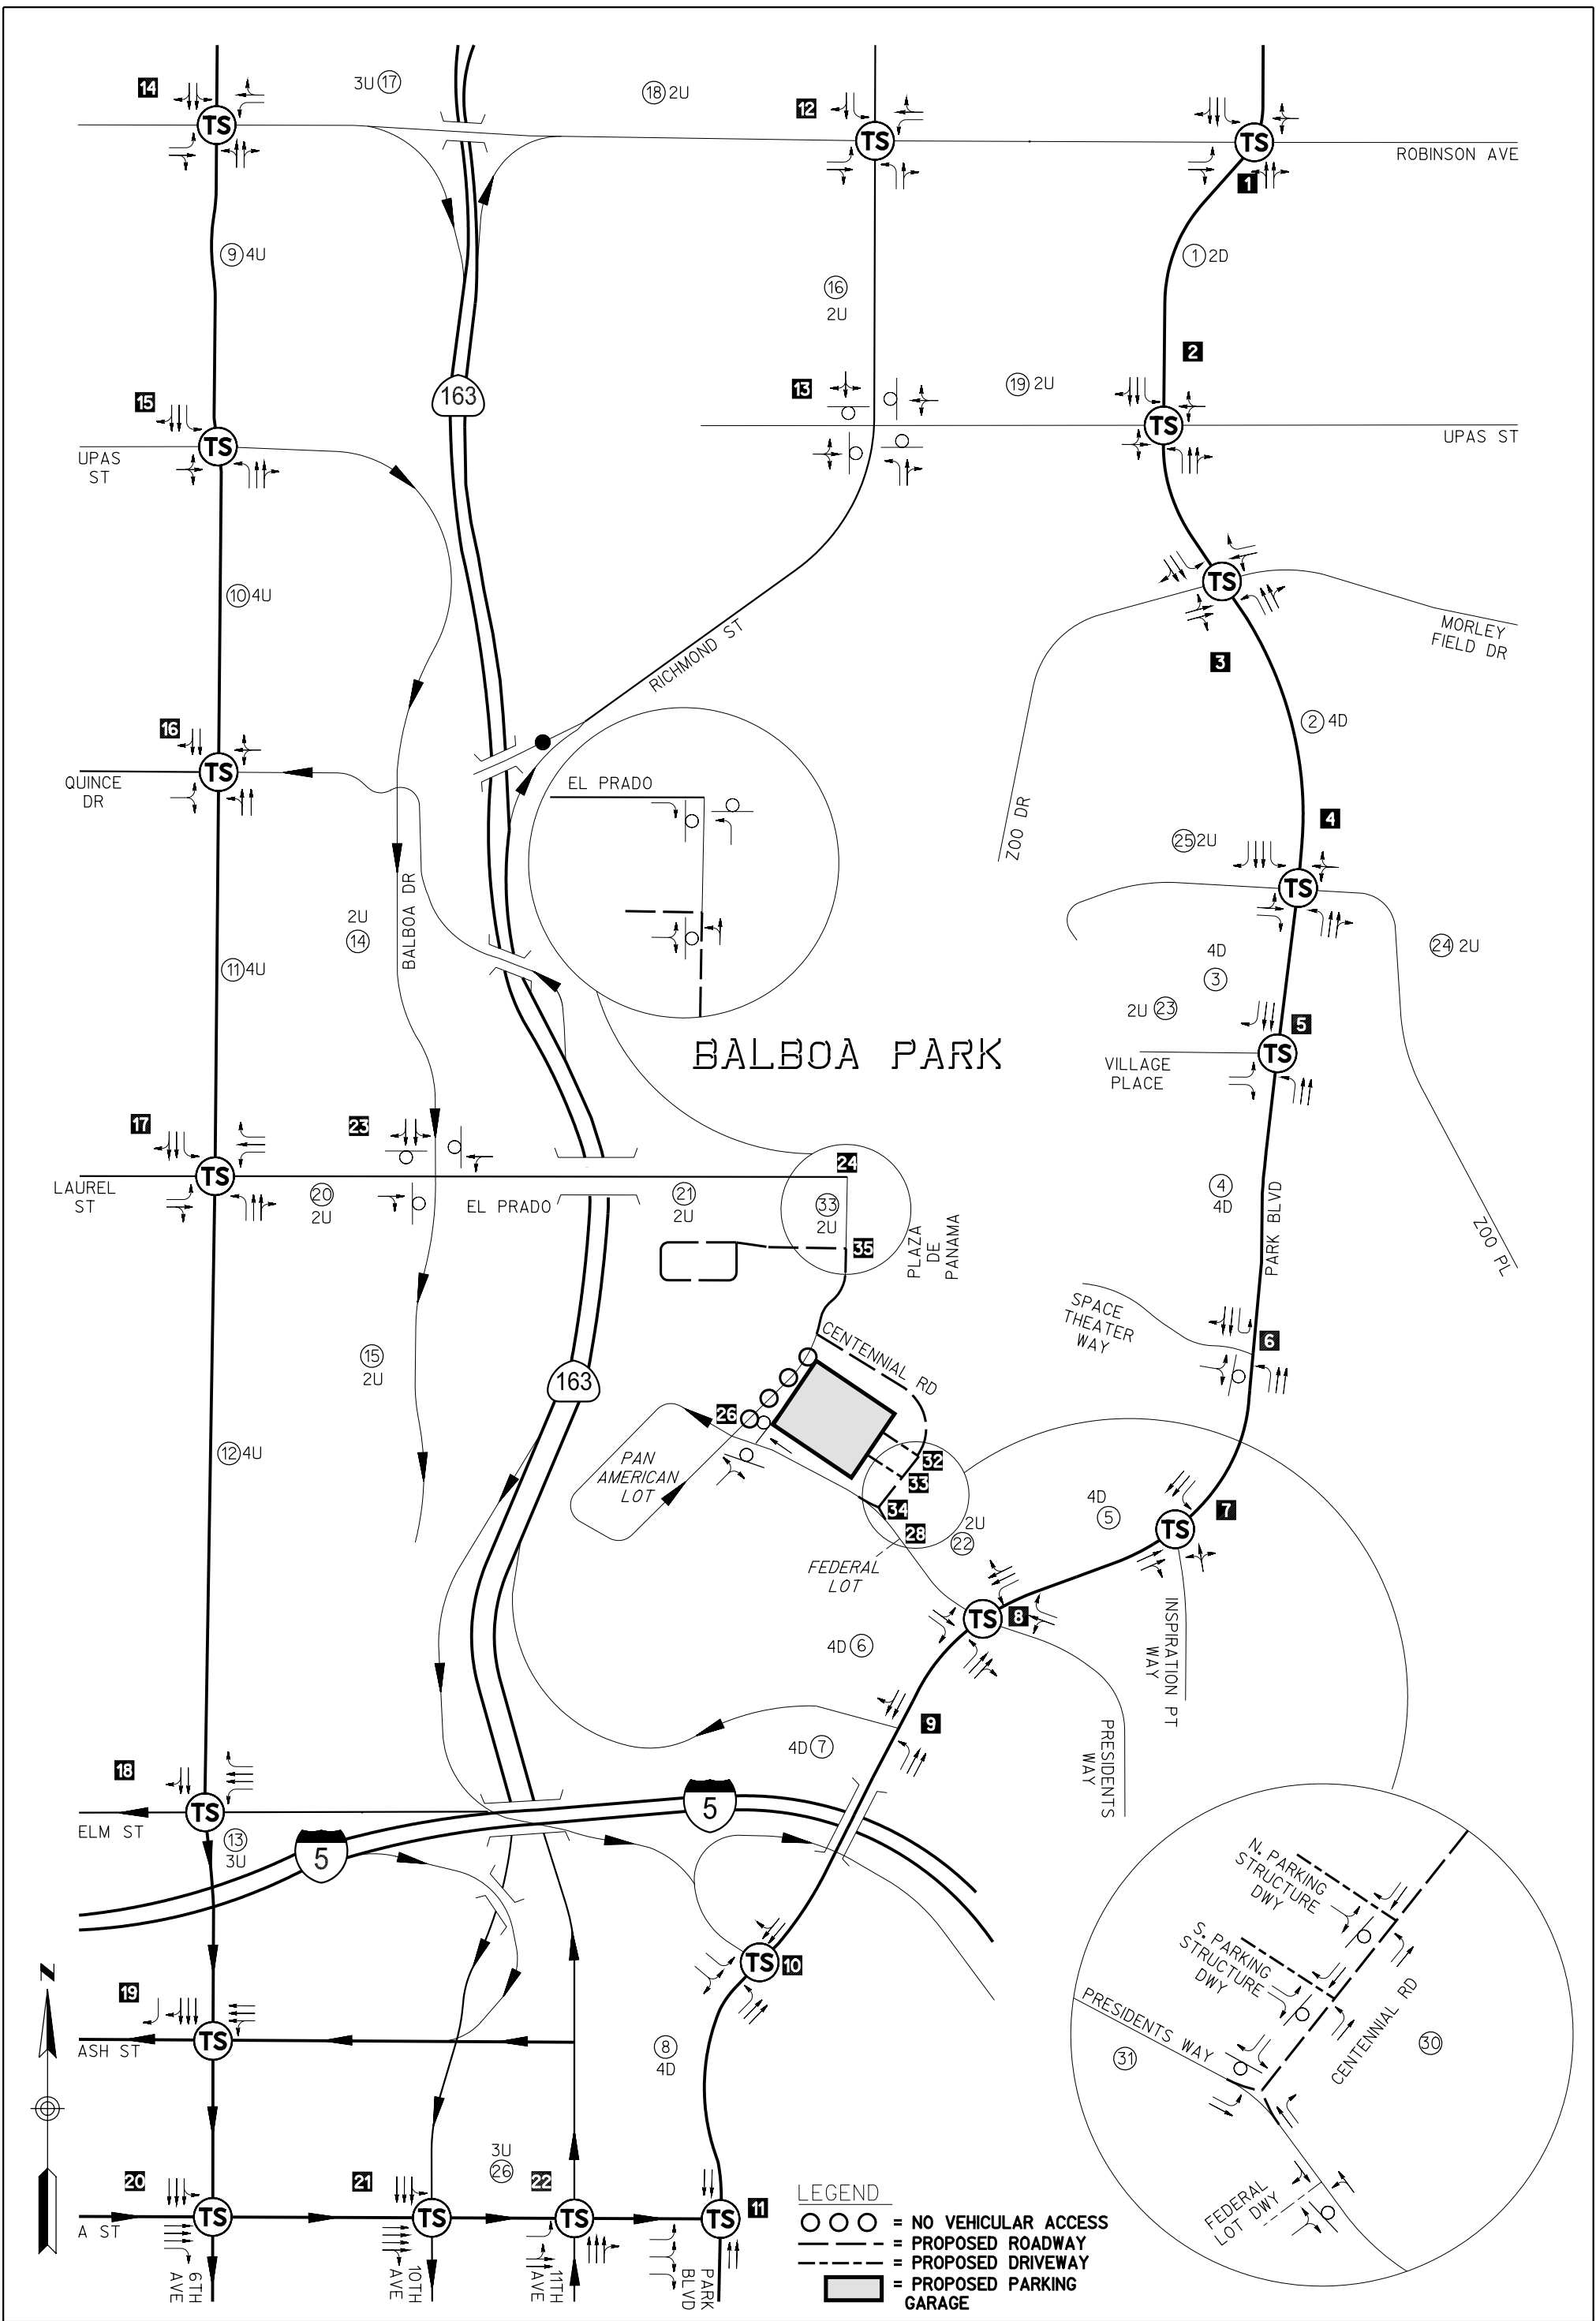 14
TS
3U 17
18 2U
12
TS
TS
1
ROBINSON AVE
9 4U
1 2D
16
2U
2
15
163
13
19 2U
TS
TS
UPAS
ST
UPAS ST
TS
3
MORLEY
FIELD DR
10 4U
RICHMOND ST
2 4D
16
TS
QUINCE
DR
EL PRADO
ZOO DR
4
25 2U
TS
BALBOA DR
2U
14
11 4U
4D
3
24 2U
2U 23
5
TS
BALBOA PARK
VILLAGE
PLACE
17
23
TS
24
LAUREL
ST
20
2U
EL PRADO
21
2U
33
2U
35
PLAZA
DE
PANAMA
4
4D
PARK BLVD
ZOO PL
SPACE
THEATER
WAY
6
15
2U
163
CENTENNIAL RD
26
12 4U
PAN
AMERICAN
LOT
32
33
34
28
2U
22
FEDERAL
LOT
4D
5
7
TS
TS
8
4D 6
INSPIRATION PT
WAY
9
4D 7
PRESIDENTS
WAY
18
TS
ELM ST
13
3U
5
5
N. PARKING
STRUCTURE
DWY
S. PARKING
STRUCTURE
DWY
PRESIDENTS WAY
31
CENTENNIAL RD
30
FEDERAL
LOT DWY
TS
10
N
19
TS
ASH ST
8
4D
20
TS
A ST
6TH
AVE
21
TS
10TH
AVE
3U
26
22
TS
11TH
AVE
TS
11
PARK
BLVD
LEGEND
= NO VEHICULAR ACCESS
= PROPOSED ROADWAY
= PROPOSED DRIVEWAY
= PROPOSED PARKING
GARAGE
11 4U